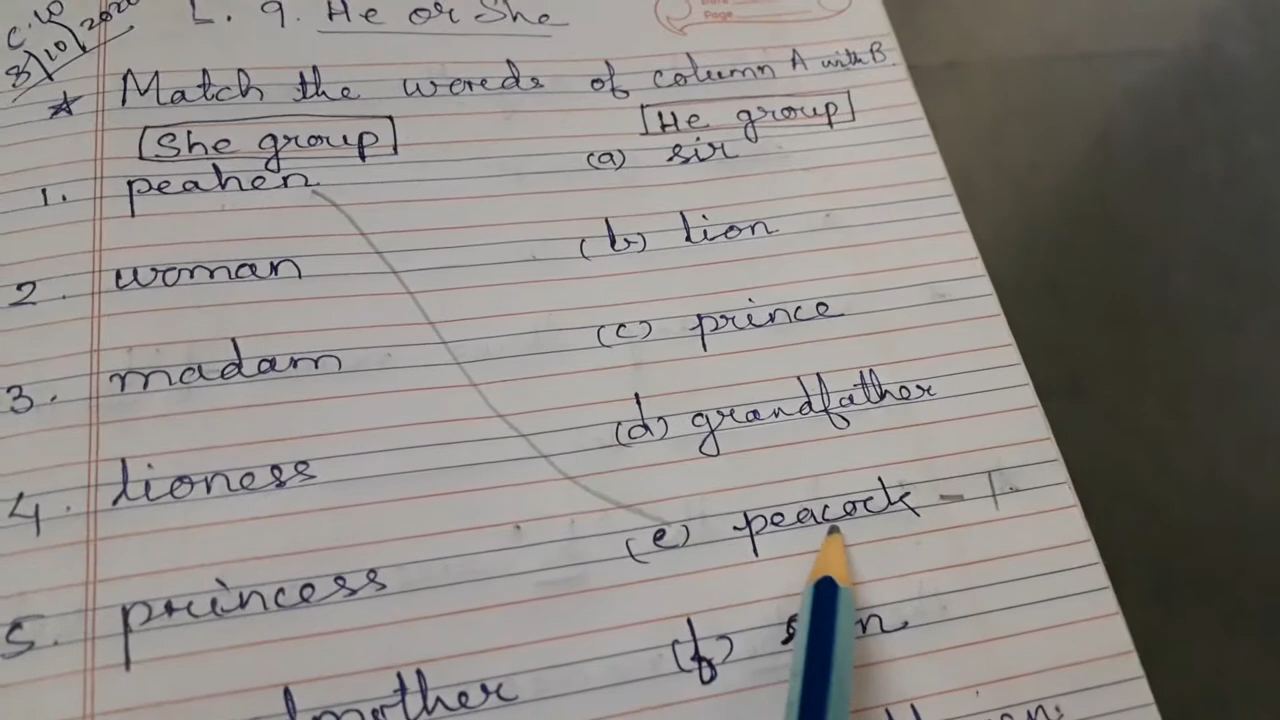 C.W
8/10/2020
L. 9. He or She
Page
★ Match the words of column A with B.
[She group] [He group]
1. peahen (a) sir
2. woman (b) lion
3. madam (c) prince
4. lioness (d) grandfather
5. princess (e) peacock - 1.
(f)